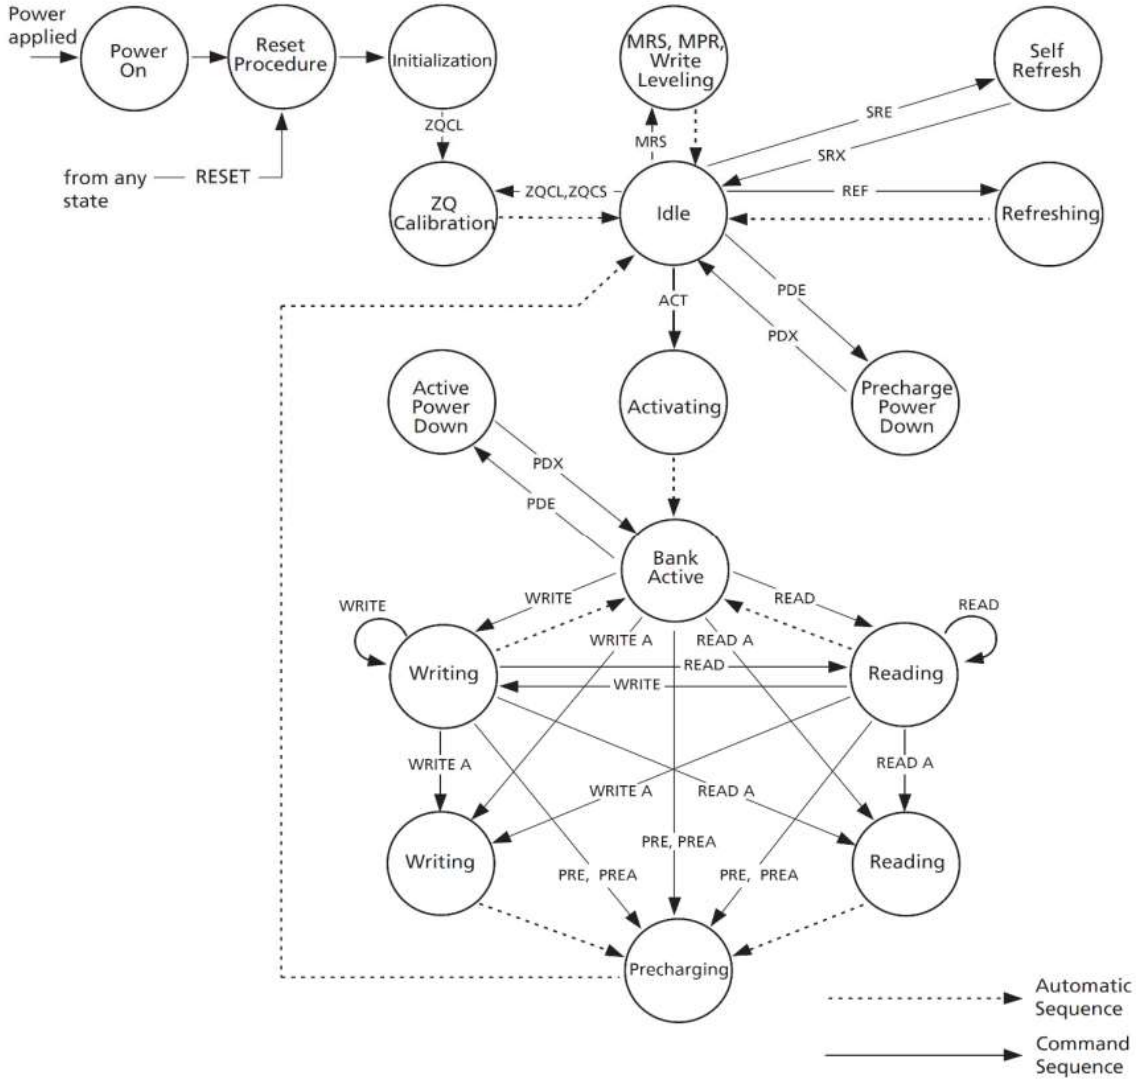 Power
applied
Power
On
Reset
Procedure
Initialization
MRS, MPR,
Write
Leveling
Self
Refresh
ZQCL
MRS
SRE
SRX
from any
state
RESET
ZQ
Calibration
ZQCL,ZQCS
Idle
REF
Refreshing
ACT
PDE
PDX
Active
Power
Down
Activating
Precharge
Power
Down
PDX
PDE
Bank
Active
WRITE
WRITE
READ
READ
WRITE A
READ A
Writing
READ
WRITE
Reading
WRITE A
READ A
WRITE A
READ A
Writing
PRE, PREA
Reading
PRE, PREA
PRE, PREA
Precharging
Automatic
Sequence
Command
Sequence